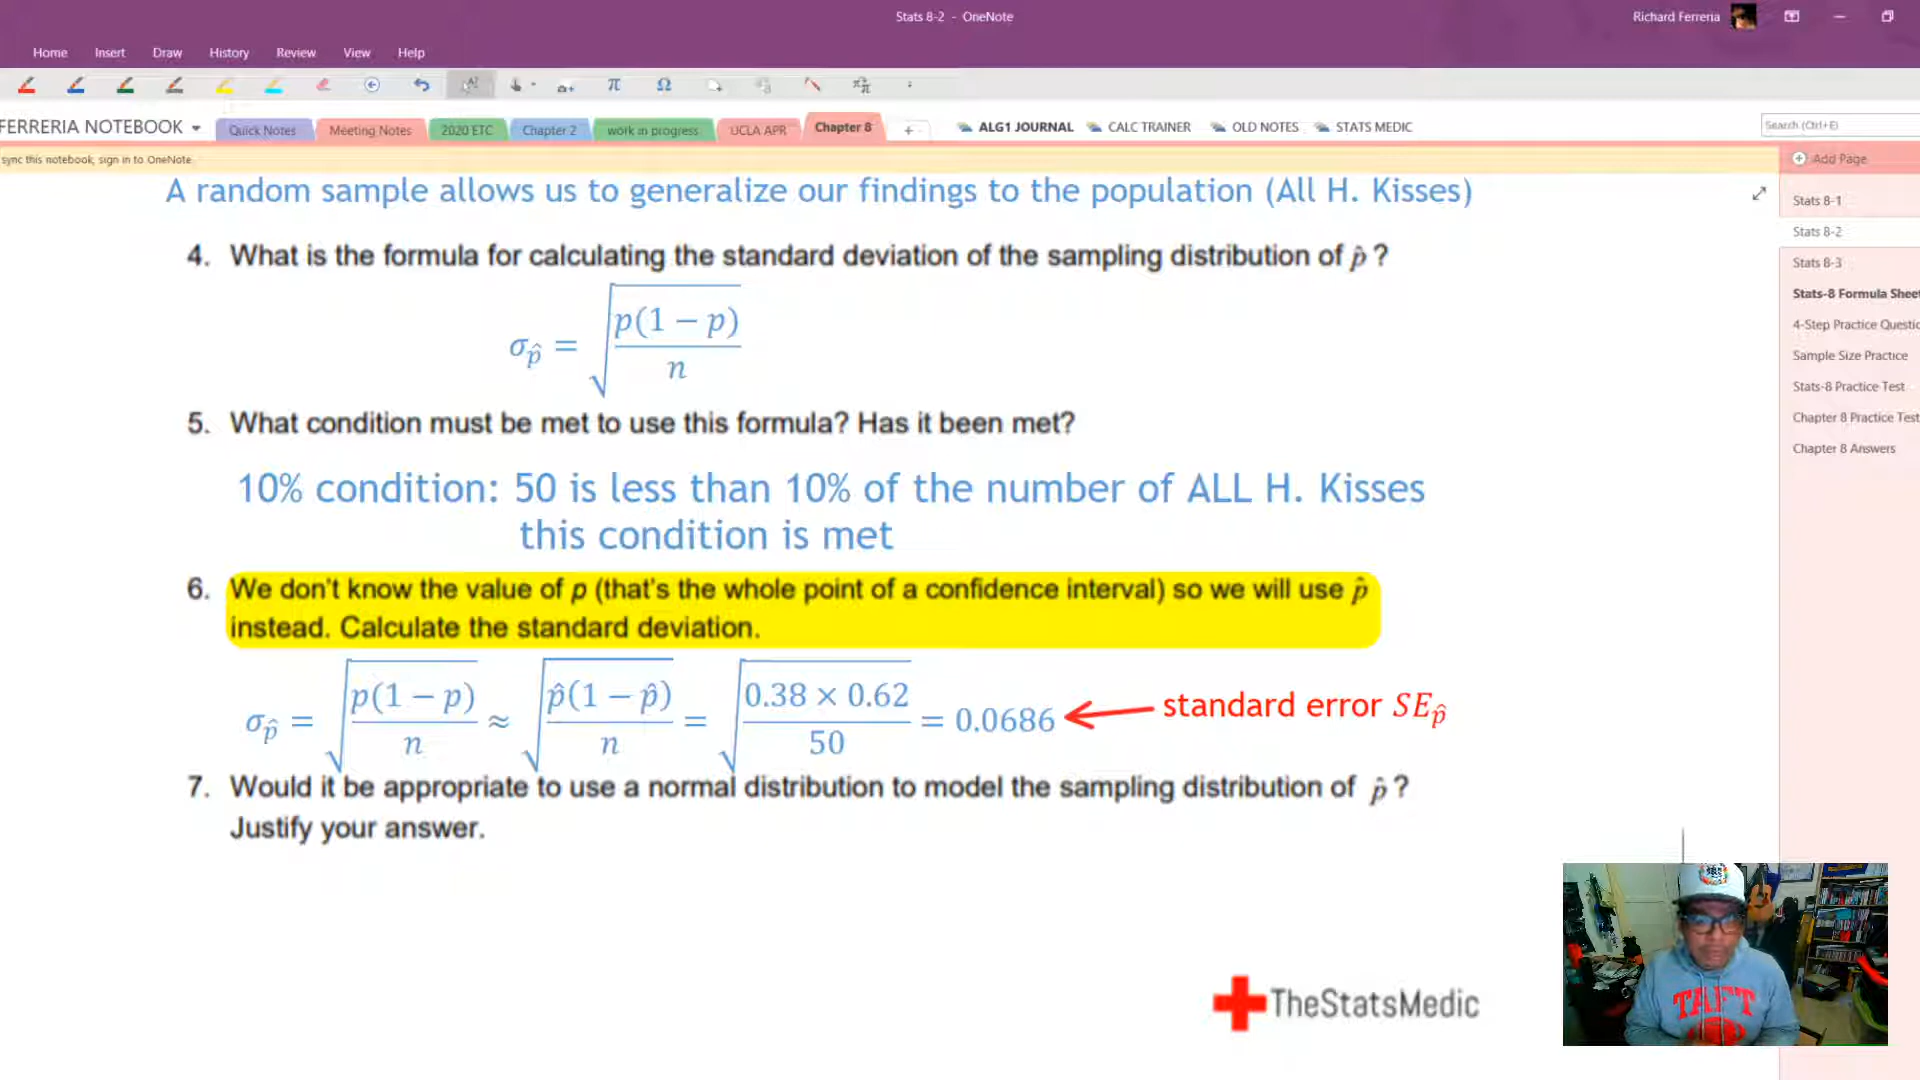 Stats 8-2 - OneNote
Richard Ferreria
Home Insert Draw History Review View Help
FERRERIA NOTEBOOK
Quick Notes
Meeting Notes
2020 ETC
Chapter 2
work in progress
UCLA APR
Chapter 8
ALG1 JOURNAL
CALC TRAINER
OLD NOTES
STATS MEDIC
Search (Ctrl+E)
sync this notebook, sign in to OneNote
Add Page
Stats 8-1
Stats 8-2
Stats 8-3
Stats-8 Formula Sheet
4-Step Practice Questio
Sample Size Practice
Stats-8 Practice Test
Chapter 8 Practice Test
Chapter 8 Answers
A random sample allows us to generalize our findings to the population (All H. Kisses)
4. What is the formula for calculating the standard deviation of the sampling distribution of p̂ ?
σp̂ = √(p(1 − p)/n)
5. What condition must be met to use this formula? Has it been met?
10% condition: 50 is less than 10% of the number of ALL H. Kisses
this condition is met
6. We don't know the value of p (that's the whole point of a confidence interval) so we will use p̂
instead. Calculate the standard deviation.
σp̂ = √(p(1 − p)/n) ≈ √(p̂(1 − p̂)/n) = √(0.38 × 0.62/50) = 0.0686 ← standard error SEp̂
7. Would it be appropriate to use a normal distribution to model the sampling distribution of p̂ ?
Justify your answer.
TheStatsMedic
TAFT